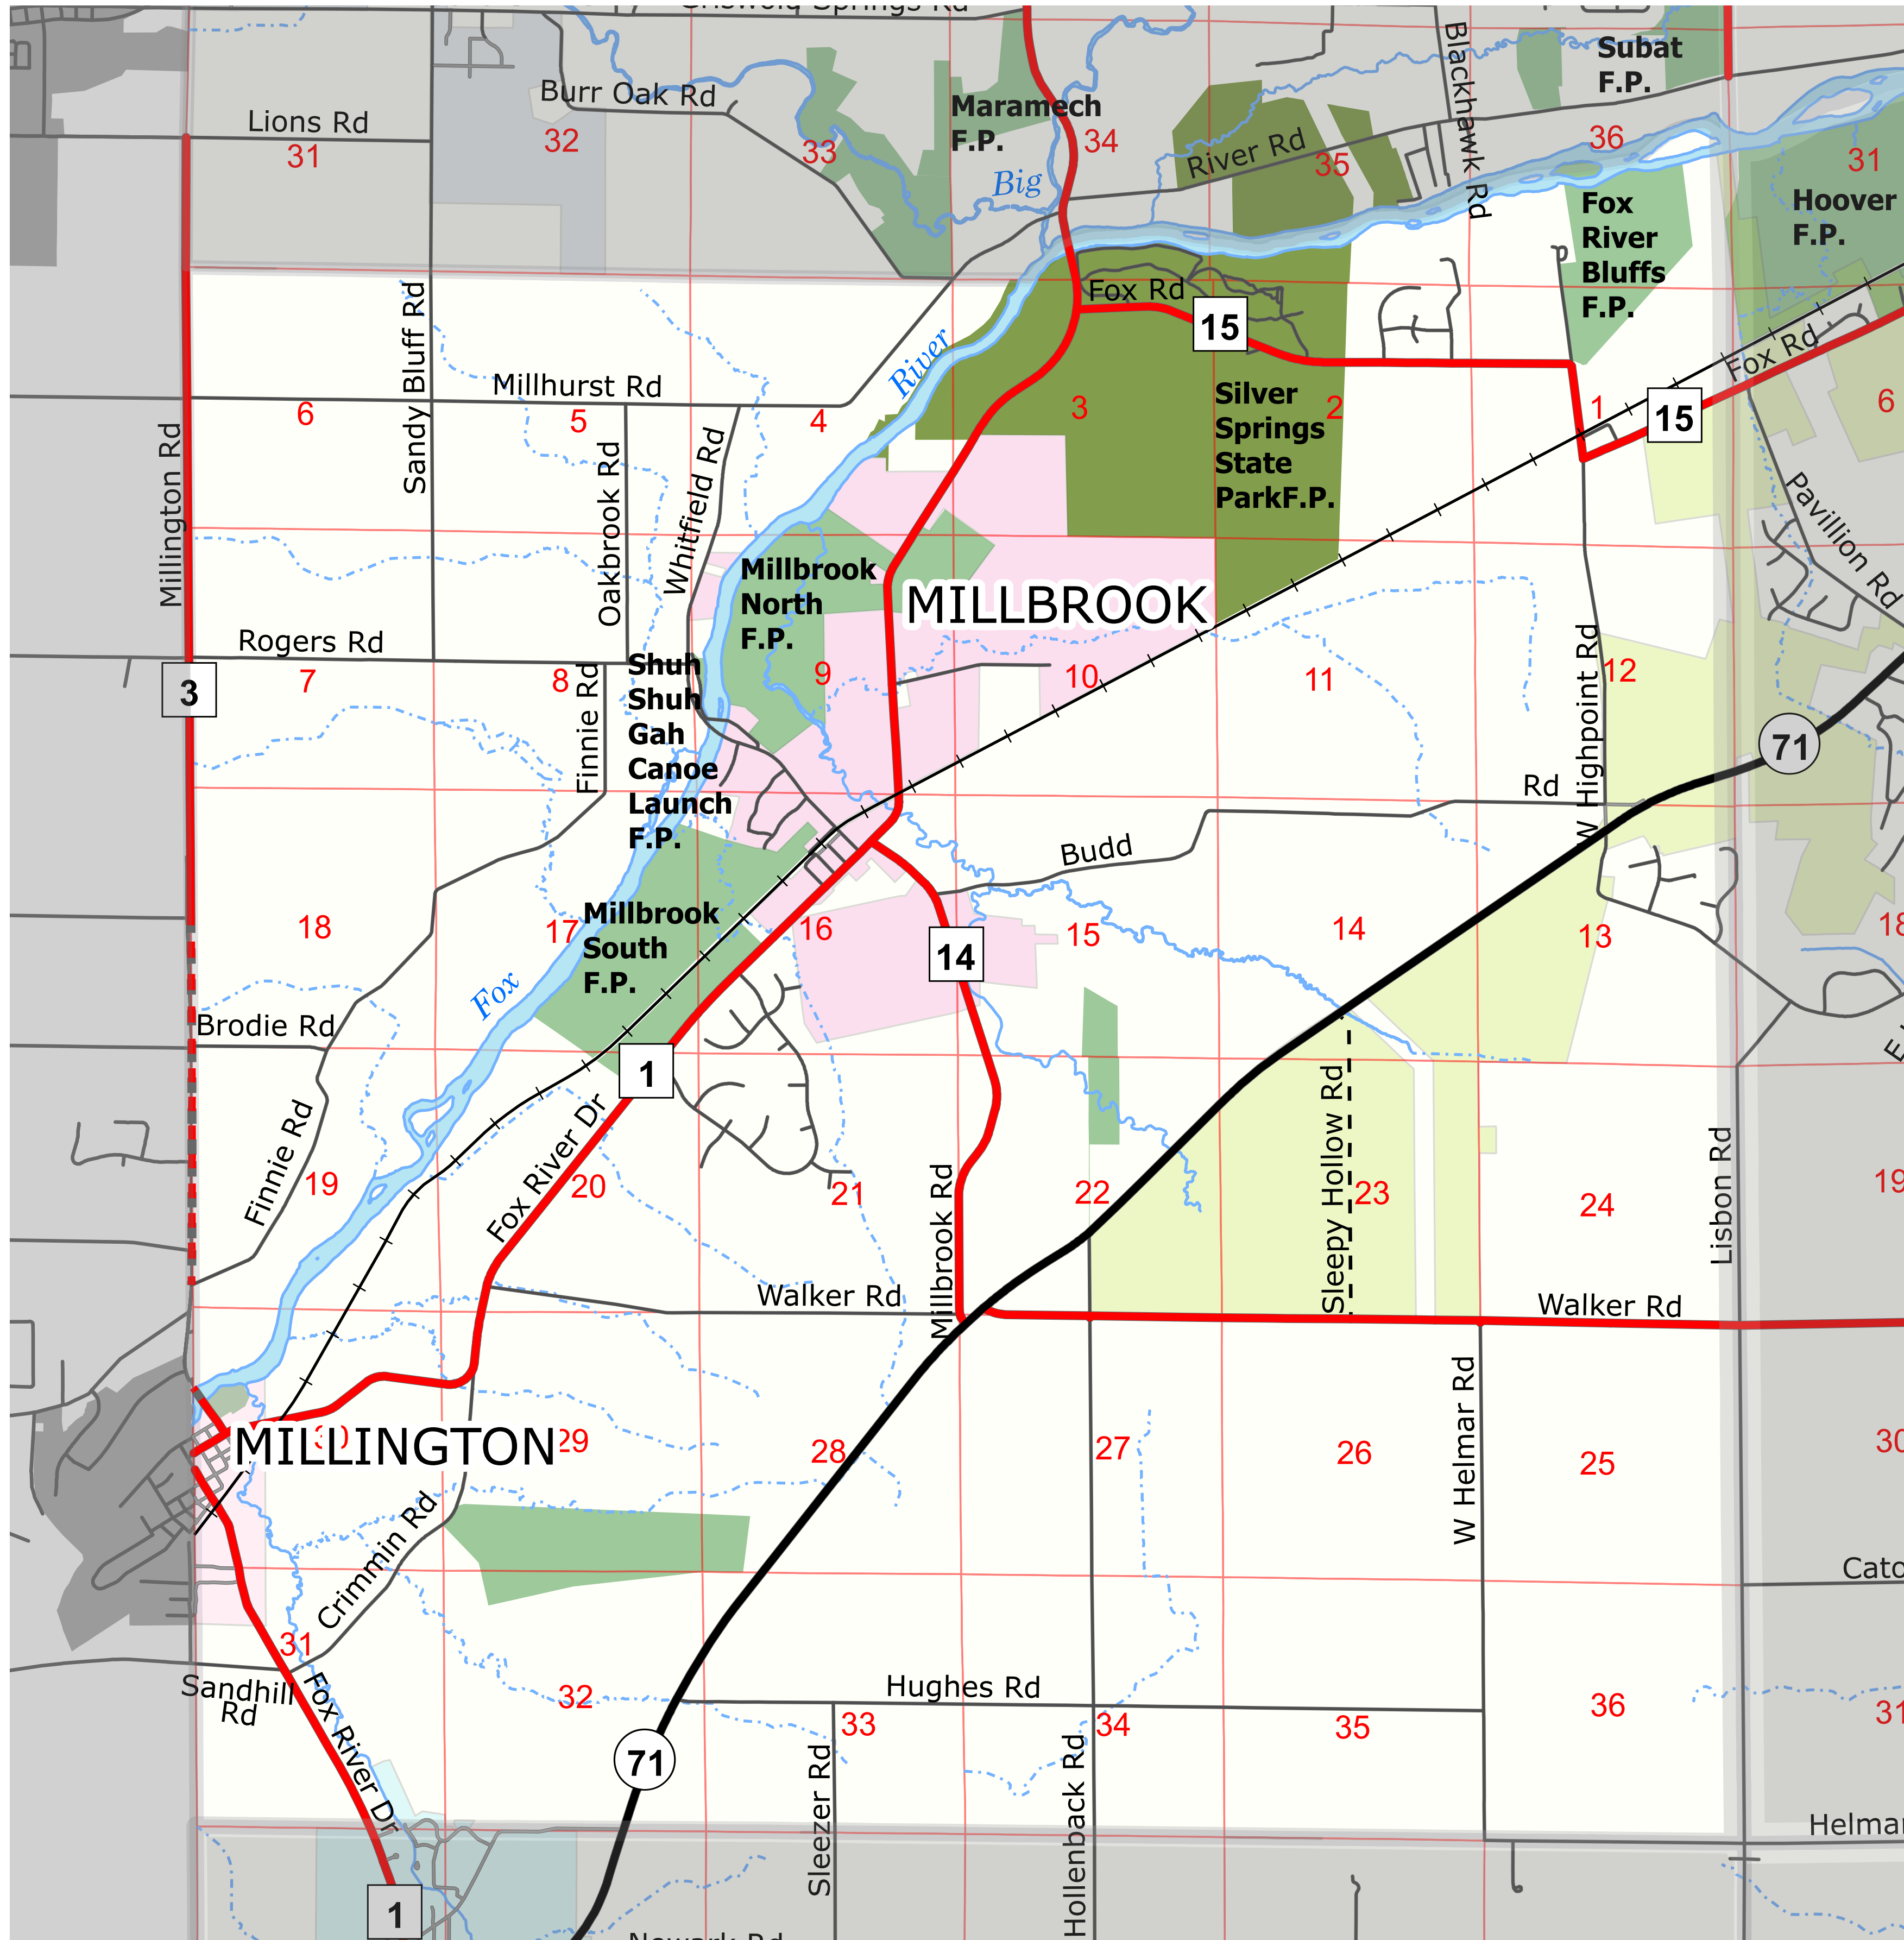 Griswold Springs Rd
Subat
F.P.
Blackhawk Rd
Burr Oak Rd
Maramech
F.P.
Lions Rd
31
32
33
34
River Rd
35
36
31
Big
Fox
River
Bluffs
F.P.
Hoover
F.P.
Sandy Bluff Rd
Fox Rd
15
River
Fox Rd
Millhurst Rd
Silver
Springs
State
ParkF.P.
6
5
4
3
2
1
15
6
Millington Rd
Oakbrook Rd
Whitfield Rd
Pavillion Rd
Millbrook
North
F.P.
MILLBROOK
Rogers Rd
Shuh
Shuh
Gah
Canoe
Launch
F.P.
3
7
8
Finnie Rd
9
10
11
W Highpoint Rd
12
71
Rd
Budd
Millbrook
South
F.P.
18
17
16
14
15
14
13
18
Fox
Brodie Rd
1
Finnie Rd
Fox River Dr
Sleepy Hollow Rd
Lisbon Rd
19
20
21
Millbrook Rd
22
23
24
19
Walker Rd
Walker Rd
MILLINGTON
30
29
28
27
26
W Helmar Rd
25
30
Crimmin Rd
Cato
31
Sandhill
Rd
Fox River Dr
32
Hughes Rd
33
34
35
36
31
71
Sleezer Rd
Hollenback Rd
Helmar
1
Newark Rd